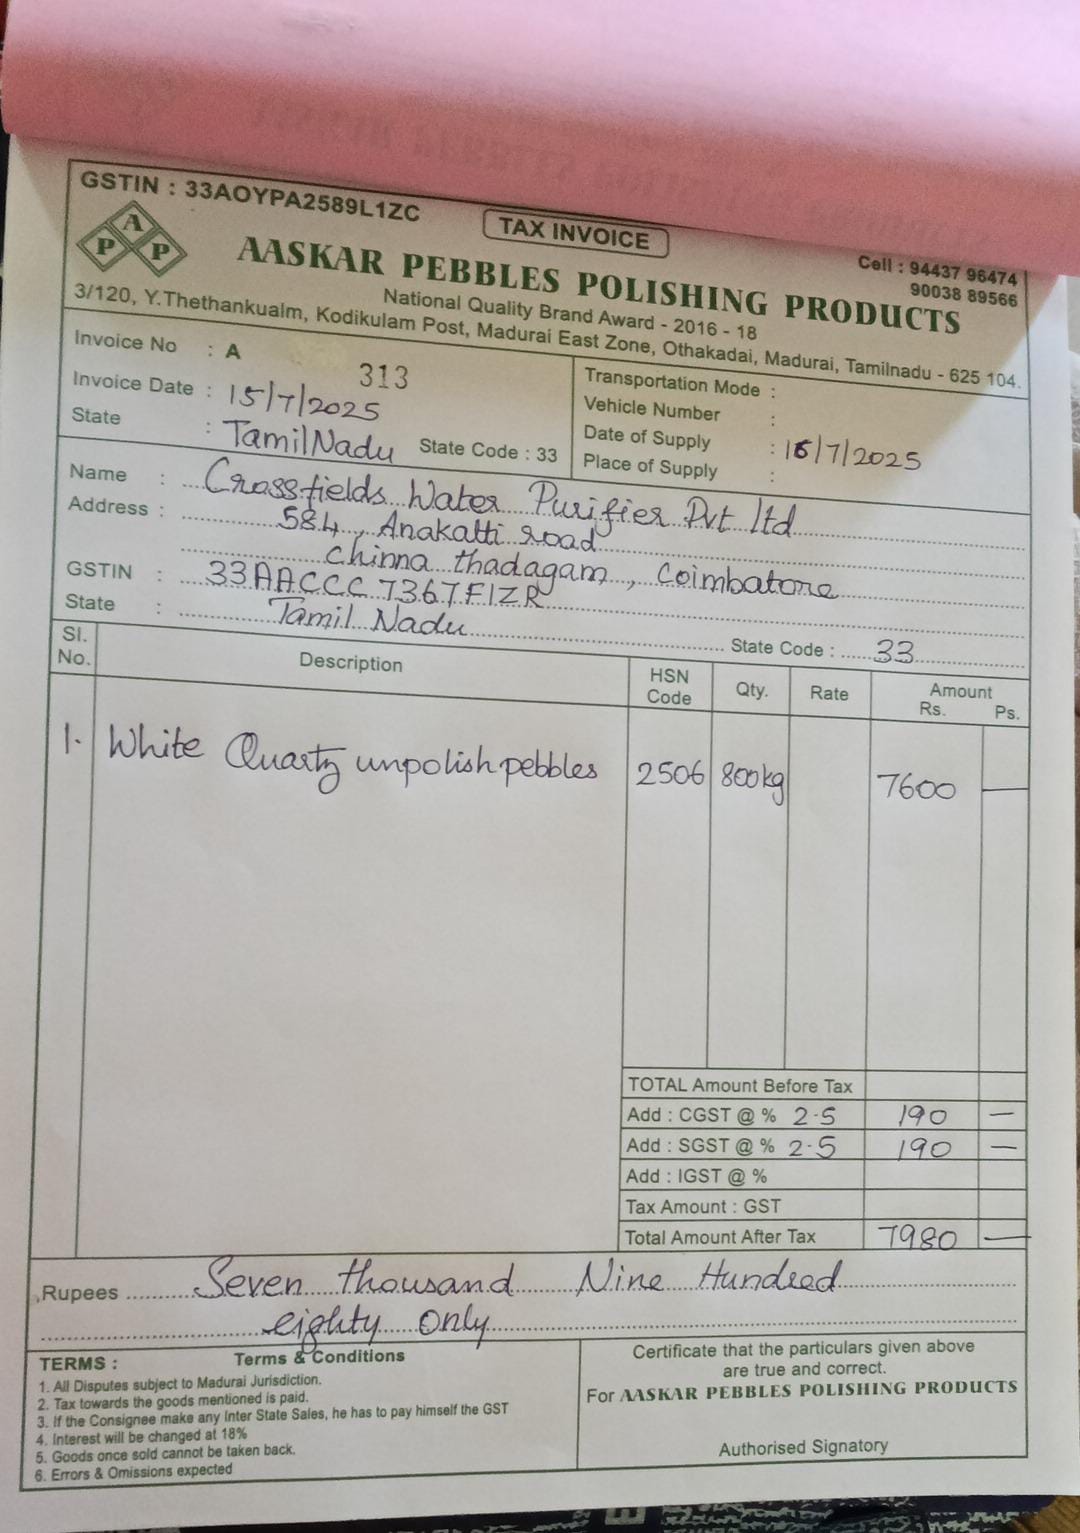 GSTIN : 33AOYPA2589L1ZC
TAX INVOICE
Cell : 94437 96474
90038 89566
A P P
AASKAR PEBBLES POLISHING PRODUCTS
National Quality Brand Award - 2016 - 18
3/120, Y.Thethankualm, Kodikulam Post, Madurai East Zone, Othakadai, Madurai, Tamilnadu - 625 104.
Invoice No : A 313
Invoice Date : 15/7/2025
State : TamilNadu State Code : 33
Transportation Mode :
Vehicle Number :
Date of Supply : 15/7/2025
Place of Supply :
Name : Crossfields Water Purifier Pvt ltd
Address : 584, Anakatti road
chinna thadagam, Coimbatore
GSTIN : 33AACCC7367F1ZR
State : Tamil Nadu State Code : 33
Sl. No. Description HSN Code Qty. Rate Amount Rs. Ps.
1. White Quartz unpolish pebbles 2506 800kg 7600 —
TOTAL Amount Before Tax
Add : CGST @ % 2.5 190 —
Add : SGST @ % 2.5 190 —
Add : IGST @ %
Tax Amount : GST
Total Amount After Tax 7980 —
Rupees Seven thousand Nine Hundred
eighty Only
TERMS : Terms & Conditions
1. All Disputes subject to Madurai Jurisdiction.
2. Tax towards the goods mentioned is paid.
3. If the Consignee make any Inter State Sales, he has to pay himself the GST
4. Interest will be changed at 18%
5. Goods once sold cannot be taken back.
6. Errors & Omissions expected
Certificate that the particulars given above
are true and correct.
For AASKAR PEBBLES POLISHING PRODUCTS
Authorised Signatory